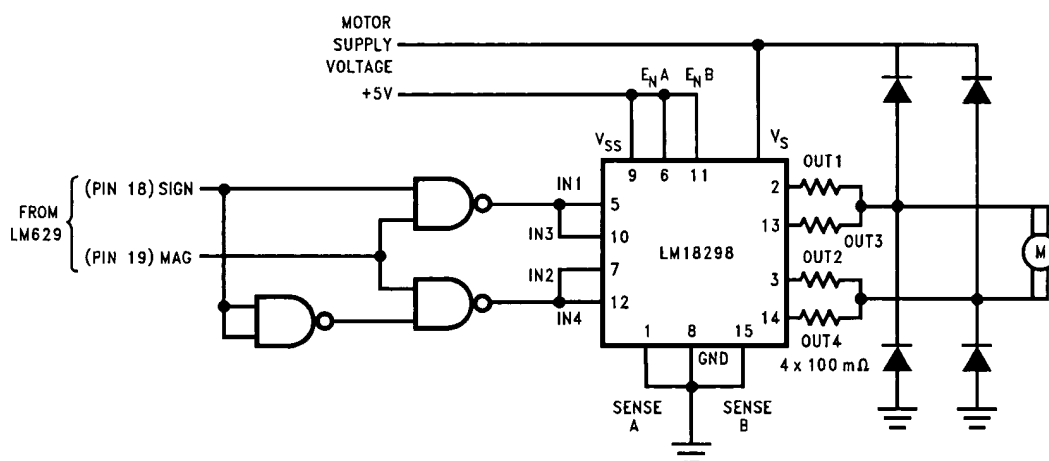 MOTOR
SUPPLY
VOLTAGE
+5V
ENA
ENB
VSS
VS
9 6 11
FROM
LM629
(PIN 18) SIGN
(PIN 19) MAG
IN1
IN3
IN2
IN4
5
10
7
12
LM18298
2
13
3
14
OUT1
OUT3
OUT2
OUT4
4 x 100 mΩ
M
1 8 15
GND
SENSE
A
SENSE
B